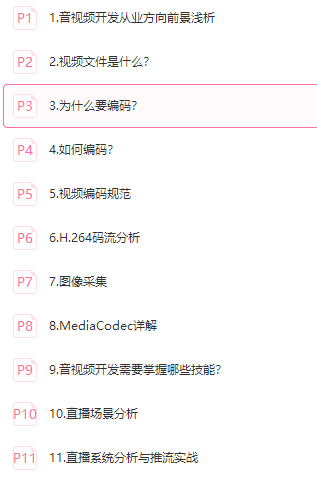 P1 1.音视频开发从业方向前景浅析
P2 2.视频文件是什么?
P3 3.为什么要编码?
P4 4.如何编码?
P5 5.视频编码规范
P6 6.H.264码流分析
P7 7.图像采集
P8 8.MediaCodec详解
P9 9.音视频开发需要掌握哪些技能?
P10 10.直播场景分析
P11 11.直播系统分析与推流实战